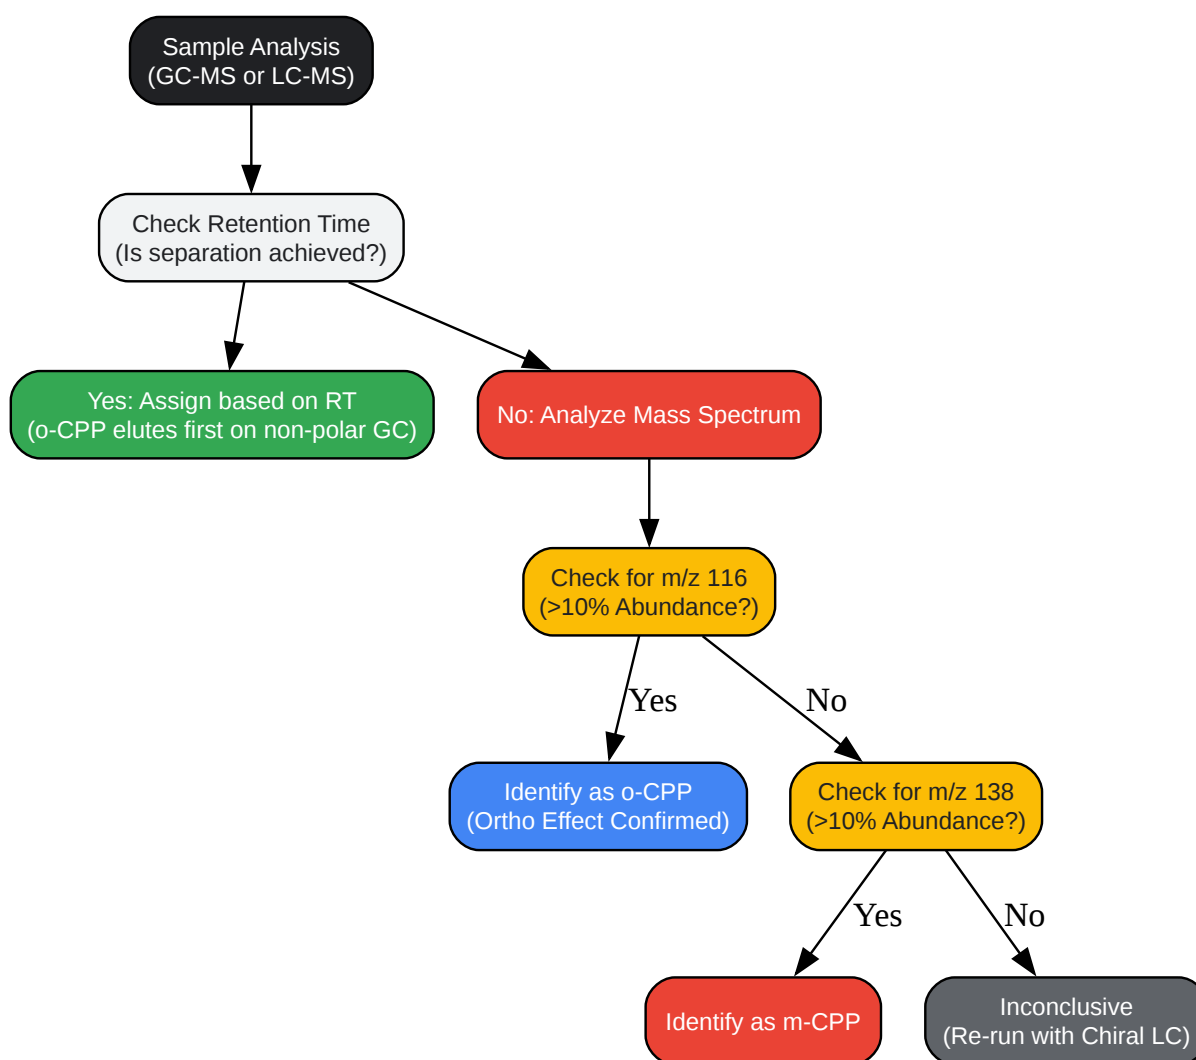 Sample Analysis
(GC-MS or LC-MS)
Check Retention Time
(Is separation achieved?)
Yes: Assign based on RT
(o-CPP elutes first on non-polar GC)
No: Analyze Mass Spectrum
Check for m/z 116
(>10% Abundance?)
Yes
No
Identify as o-CPP
(Ortho Effect Confirmed)
Check for m/z 138
(>10% Abundance?)
Yes
No
Identify as m-CPP
Inconclusive
(Re-run with Chiral LC)